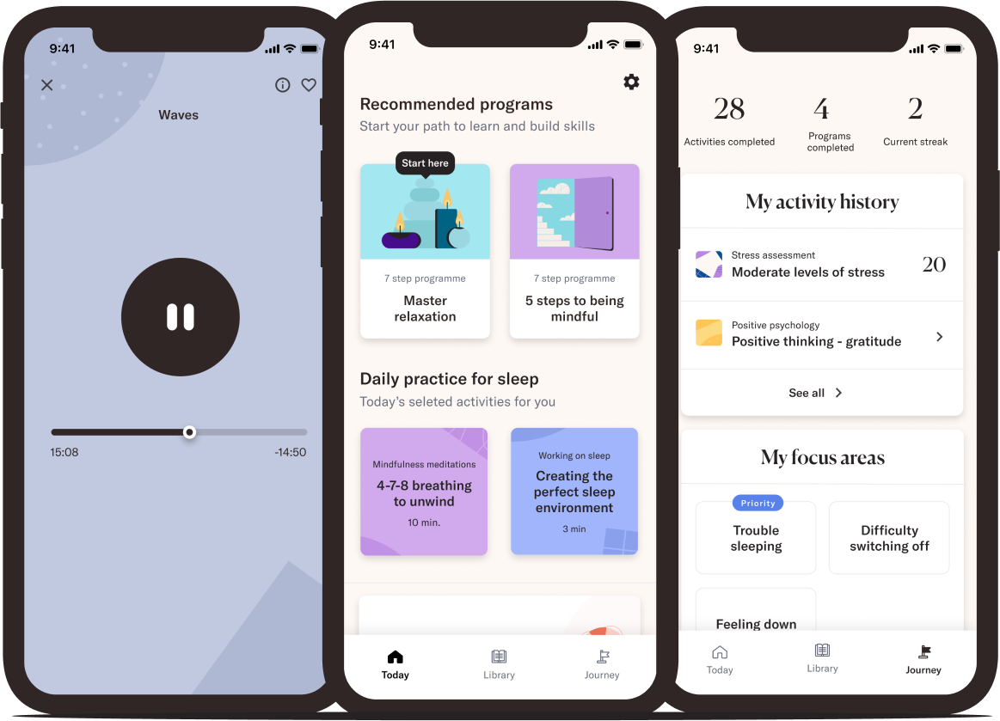 9:41
Waves
15:08
-14:50
9:41
Recommended programs
Start your path to learn and build skills
Start here
7 step programme
Master
relaxation
7 step programme
5 steps to being
mindful
Daily practice for sleep
Today's seleted activities for you
Mindfulness meditations
4-7-8 breathing
to unwind
10 min.
Working on sleep
Creating the
perfect sleep
environment
3 min
Today
Library
Journey
9:41
28
Activities completed
4
Programs
completed
2
Current streak
My activity history
Stress assessment
Moderate levels of stress
20
Positive psychology
Positive thinking - gratitude
See all
My focus areas
Priority
Trouble
sleeping
Difficulty
switching off
Feeling down
Today
Library
Journey